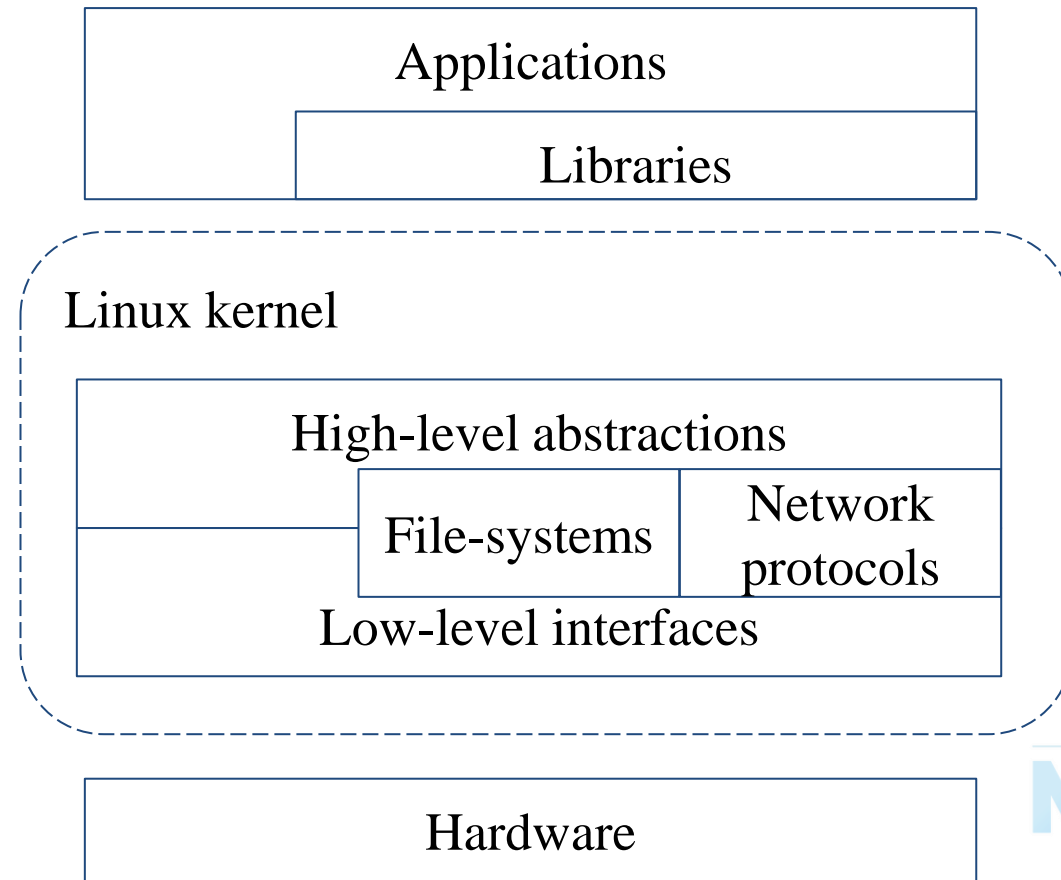 Applications
Libraries
Linux kernel
High-level abstractions
File-systems
Network
protocols
Low-level interfaces
Hardware